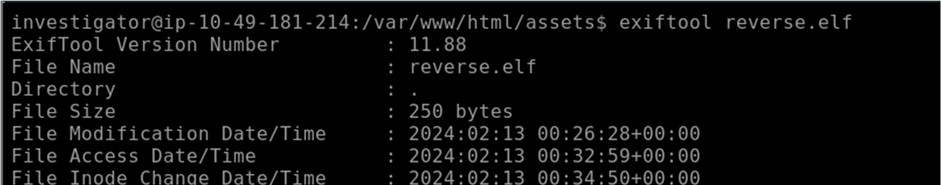 investigator@ip-10-49-181-214:/var/www/html/assets$ exiftool reverse.elf
ExifTool Version Number         : 11.88
File Name                       : reverse.elf
Directory                       : .
File Size                       : 250 bytes
File Modification Date/Time     : 2024:02:13 00:26:28+00:00
File Access Date/Time           : 2024:02:13 00:32:59+00:00
File Inode Change Date/Time     : 2024:02:13 00:34:50+00:00